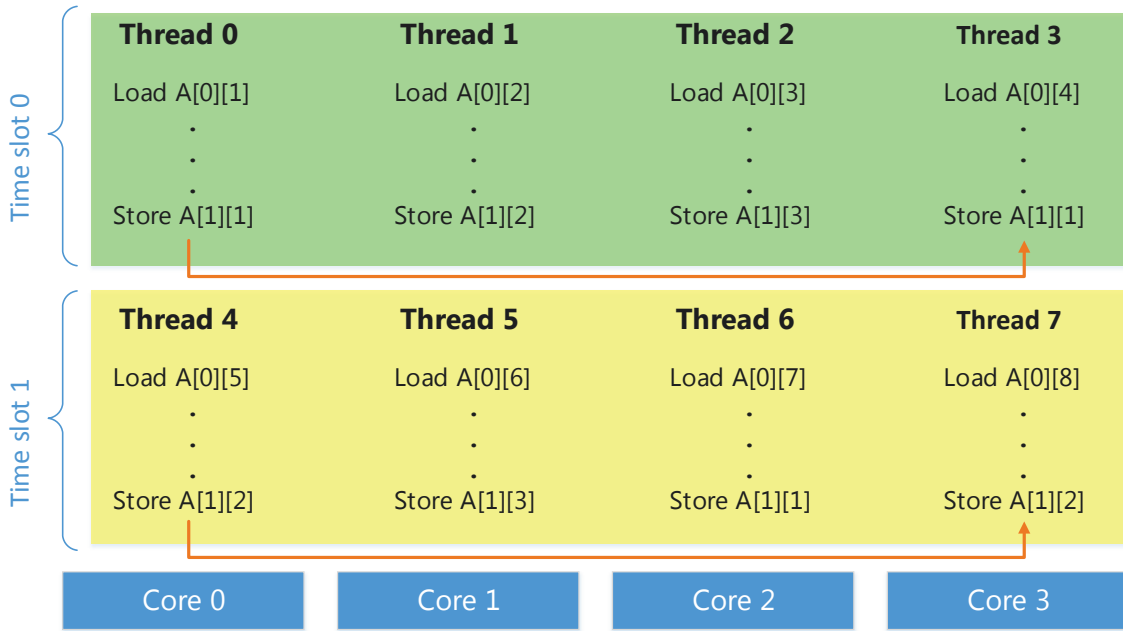 Time slot 0
Thread 0 Thread 1 Thread 2 Thread 3
Load A[0][1] Load A[0][2] Load A[0][3] Load A[0][4]
. . . .
. . . .
. . . .
Store A[1][1] Store A[1][2] Store A[1][3] Store A[1][1]
Time slot 1
Thread 4 Thread 5 Thread 6 Thread 7
Load A[0][5] Load A[0][6] Load A[0][7] Load A[0][8]
. . . .
. . . .
. . . .
Store A[1][2] Store A[1][3] Store A[1][1] Store A[1][2]
Core 0 Core 1 Core 2 Core 3